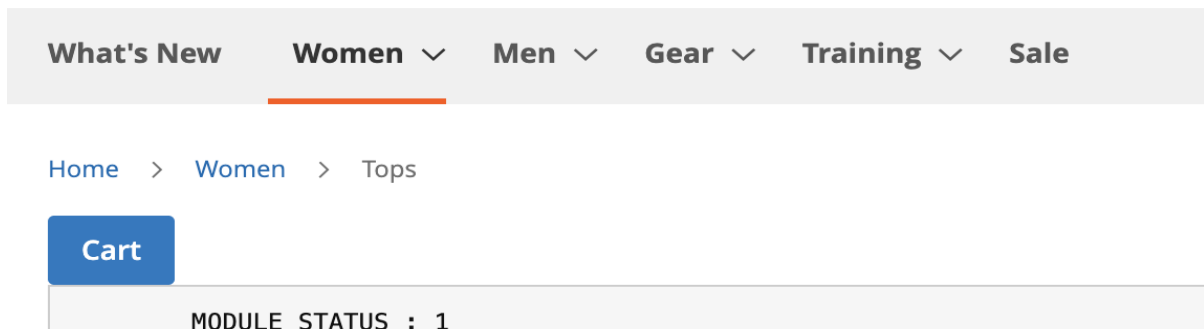 What's New Women Men Gear Training Sale
Home > Women > Tops
Cart
MODULE STATUS : 1